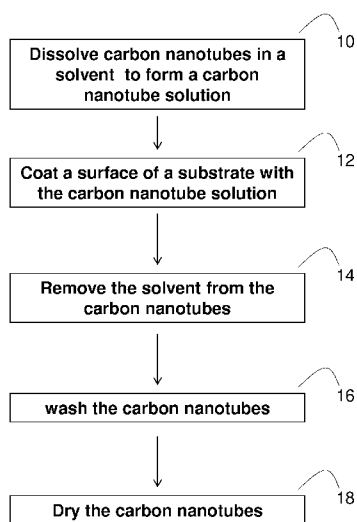 10
Dissolve carbon nanotubes in a
solvent to form a carbon
nanotube solution
12
Coat a surface of a substrate with
the carbon nanotube solution
14
Remove the solvent from the
carbon nanotubes
16
wash the carbon nanotubes
18
Dry the carbon nanotubes